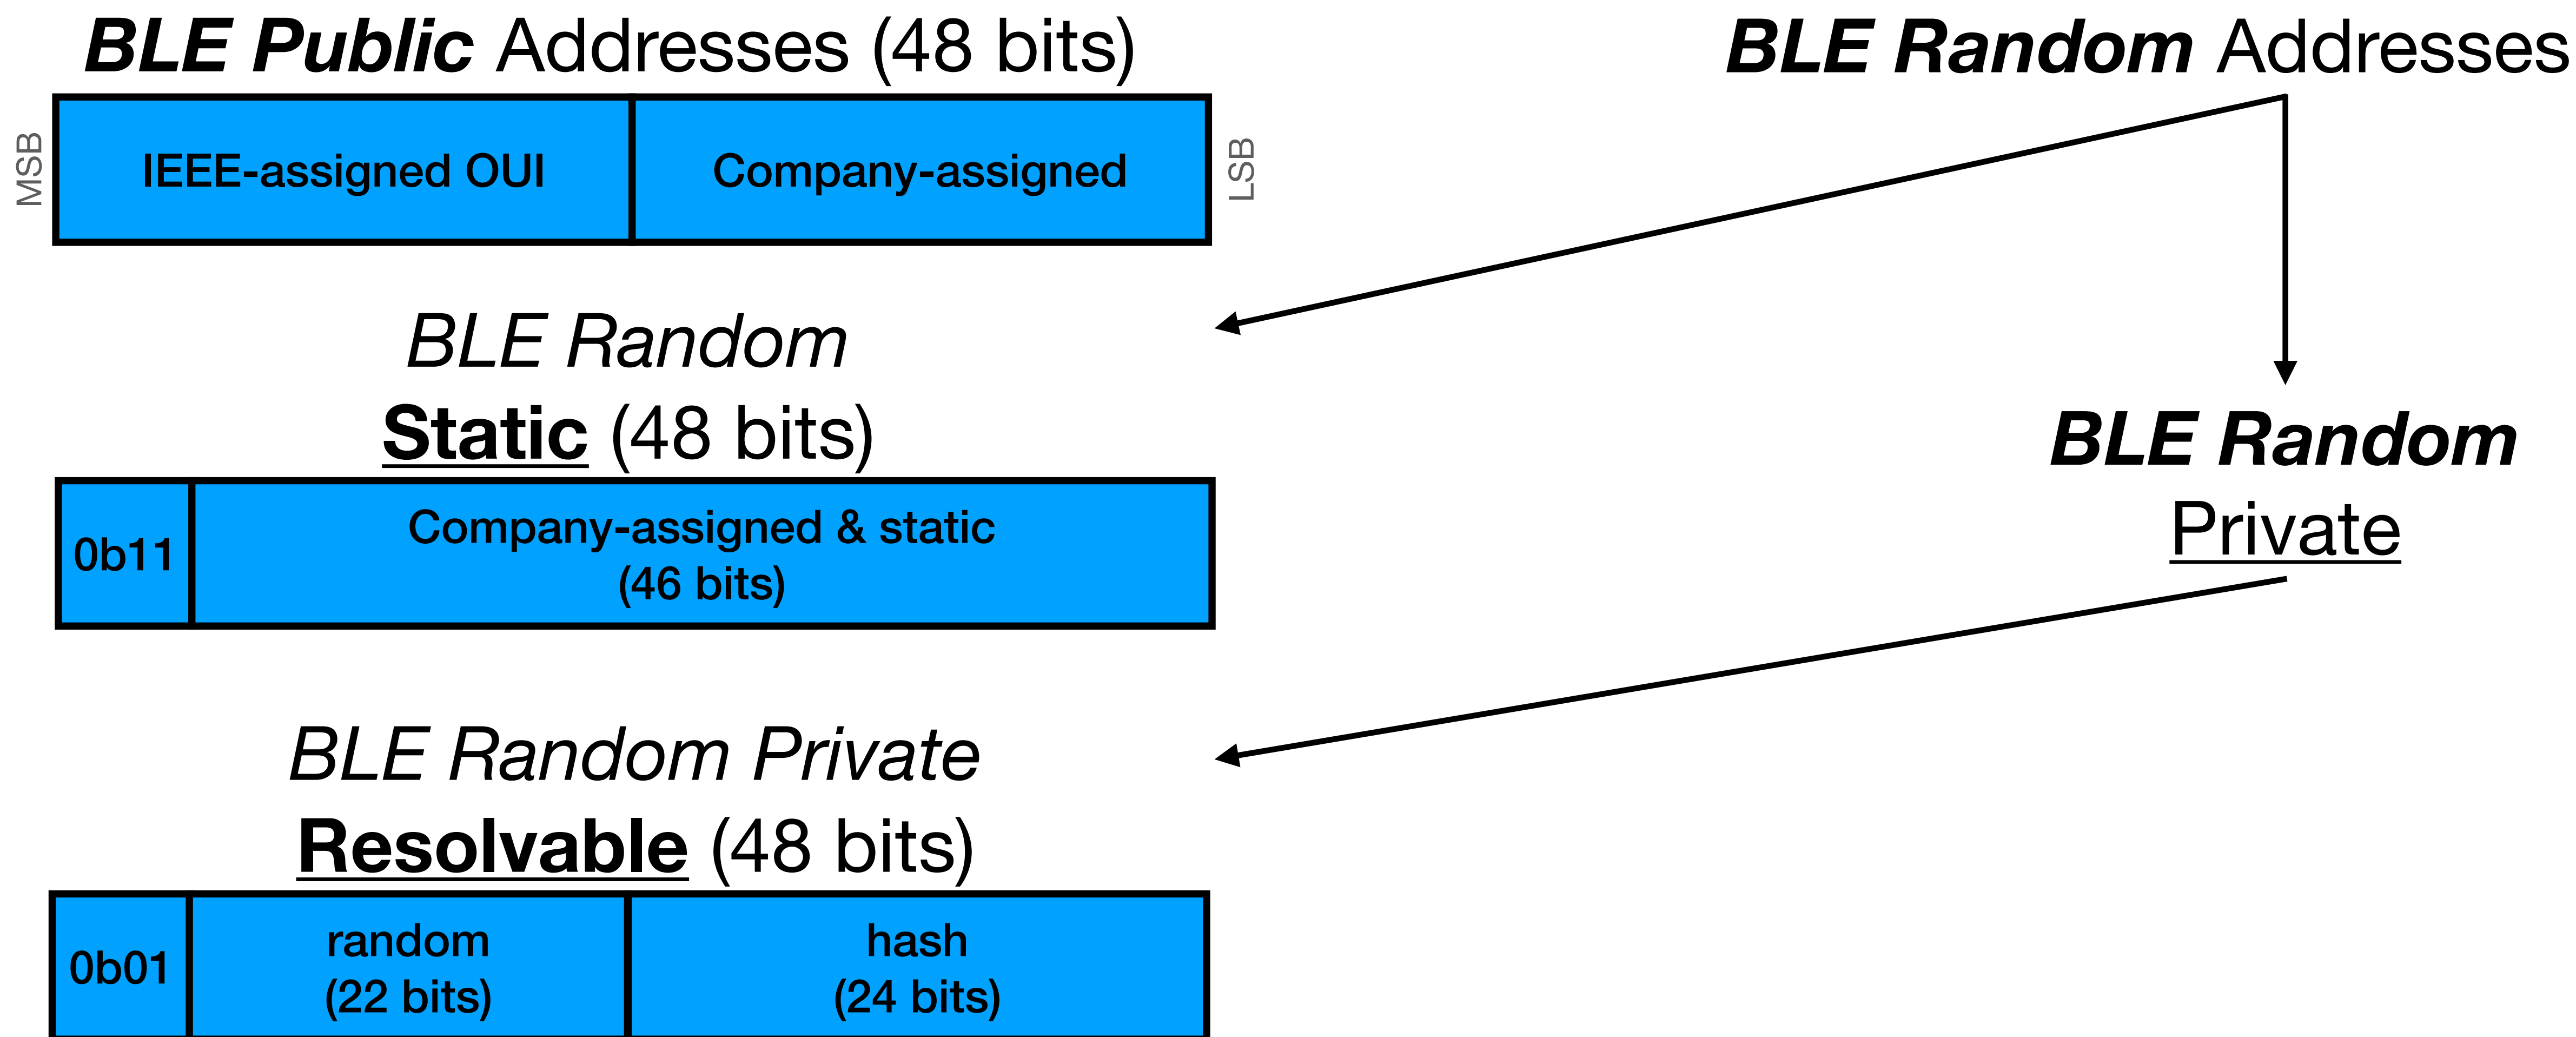 BLE Public Addresses (48 bits)
BLE Random Addresses
MSB
IEEE-assigned OUI
Company-assigned
LSB
BLE Random
Static (48 bits)
BLE Random
Private
0b11
Company-assigned & static
(46 bits)
BLE Random Private
Resolvable (48 bits)
0b01
random
(22 bits)
hash
(24 bits)